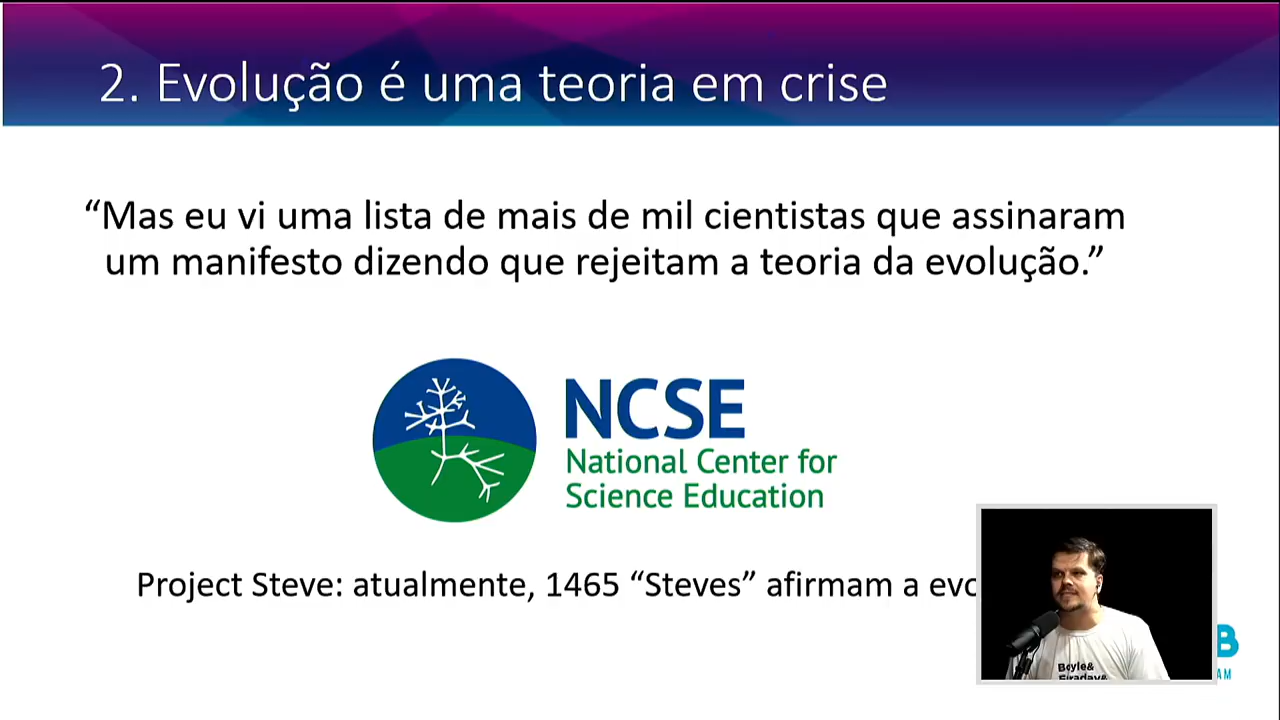 2. Evolução é uma teoria em crise
“Mas eu vi uma lista de mais de mil cientistas que assinaram
um manifesto dizendo que rejeitam a teoria da evolução.”
NCSE
National Center for
Science Education
Project Steve: atualmente, 1465 “Steves” afirmam a evo
Boyle&
B
AM